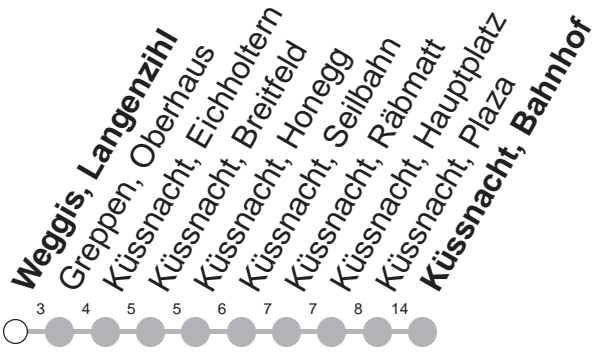 Weggis, Langenzihl
Greppen, Oberhaus
Küssnacht, Eichholtern
Küssnacht, Breitfeld
Küssnacht, Honegg
Küssnacht, Seilbahn
Küssnacht, Räbmatt
Küssnacht, Hauptplatz
Küssnacht, Plaza
Küssnacht, Bahnhof
3 4 5 5 6 7 7 8 14